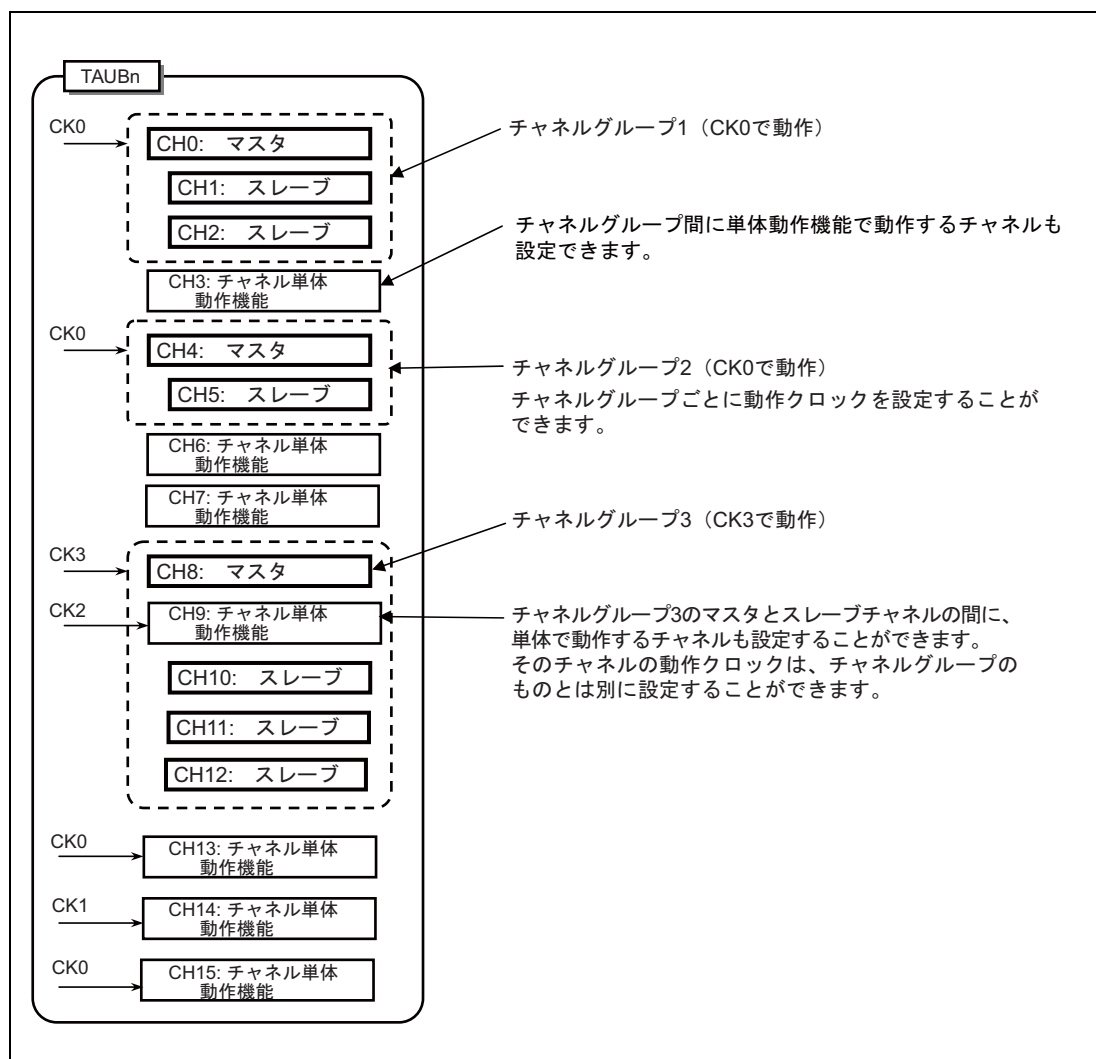 TAUBn
CK0
CH0: マスタ
CH1: スレーブ
CH2: スレーブ
チャネルグループ1（CK0で動作）
CH3: チャネル単体
動作機能
チャネルグループ間に単体動作機能で動作するチャネルも
設定できます。
CK0
CH4: マスタ
CH5: スレーブ
チャネルグループ2（CK0で動作）
チャネルグループごとに動作クロックを設定することが
できます。
CH6: チャネル単体
動作機能
CH7: チャネル単体
動作機能
チャネルグループ3（CK3で動作）
CK3
CH8: マスタ
CK2
CH9: チャネル単体
動作機能
チャネルグループ3のマスタとスレーブチャネルの間に、
単体で動作するチャネルも設定することができます。
そのチャネルの動作クロックは、チャネルグループの
ものとは別に設定することができます。
CH10: スレーブ
CH11: スレーブ
CH12: スレーブ
CK0
CH13: チャネル単体
動作機能
CK1
CH14: チャネル単体
動作機能
CK0
CH15: チャネル単体
動作機能